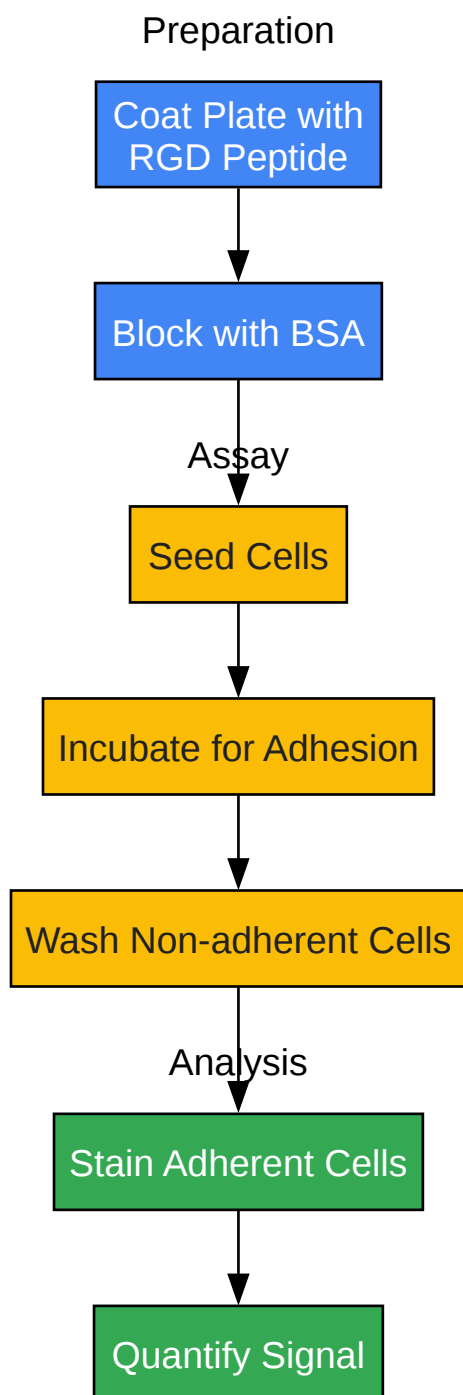 Preparation
Coat Plate with
RGD Peptide
Block with BSA
Assay
Seed Cells
Incubate for Adhesion
Wash Non-adherent Cells
Analysis
Stain Adherent Cells
Quantify Signal